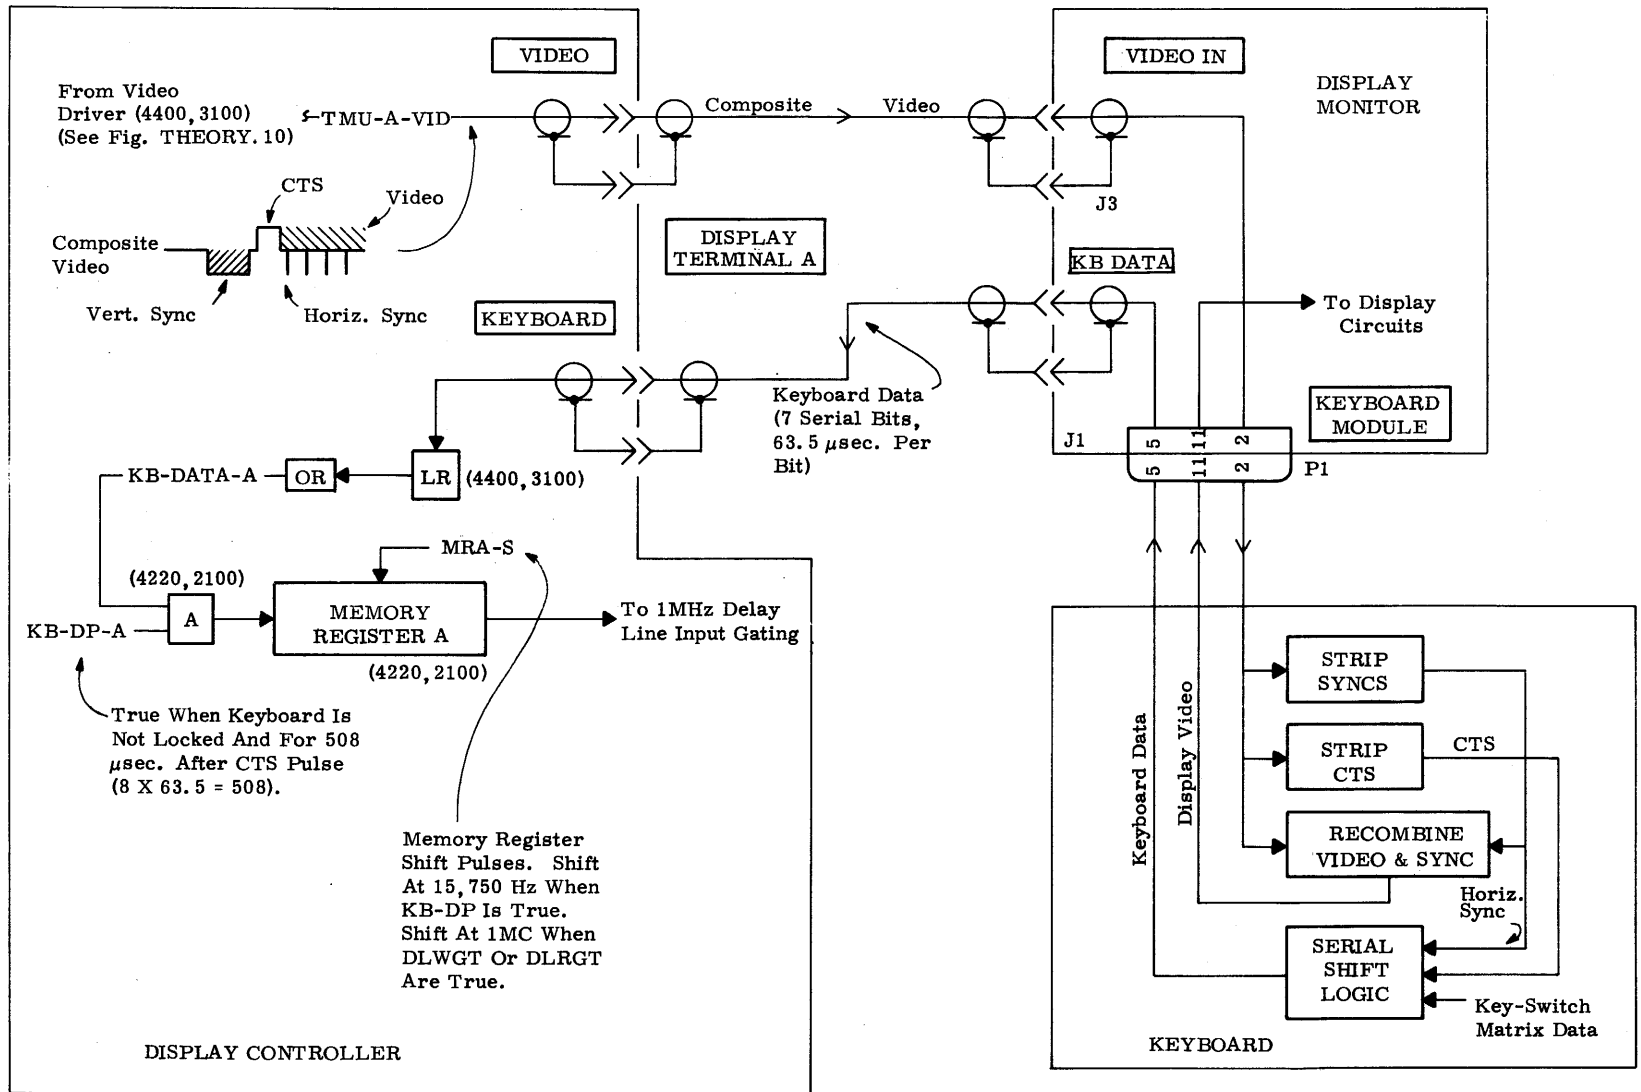 VIDEO
VIDEO IN
DISPLAY
MONITOR
From Video
Driver (4400, 3100)
(See Fig. THEORY. 10)
TMU-A-VID
Composite
Video
CTS
Video
Composite
Video
Vert. Sync
Horiz. Sync
J3
DISPLAY
TERMINAL A
KB DATA
KEYBOARD
To Display
Circuits
Keyboard Data
(7 Serial Bits,
63.5 μsec. Per
Bit)
KEYBOARD
MODULE
J1
5
11
2
5
11
2
P1
KB-DATA-A
OR
LR
(4400, 3100)
MRA-S
(4220, 2100)
A
KB-DP-A
MEMORY
REGISTER A
(4220, 2100)
To 1MHz Delay
Line Input Gating
True When Keyboard Is
Not Locked And For 508
μsec. After CTS Pulse
(8 X 63.5 = 508).
Memory Register
Shift Pulses. Shift
At 15,750 Hz When
KB-DP Is True.
Shift At 1MC When
DLWGT Or DLRGT
Are True.
DISPLAY CONTROLLER
Keyboard Data
Display Video
STRIP
SYNCS
STRIP
CTS
CTS
RECOMBINE
VIDEO & SYNC
Horiz.
Sync
SERIAL
SHIFT
LOGIC
Key-Switch
Matrix Data
KEYBOARD